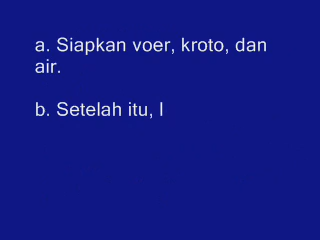 a. Siapkan voer, kroto, dan
air.
b. Setelah itu, l